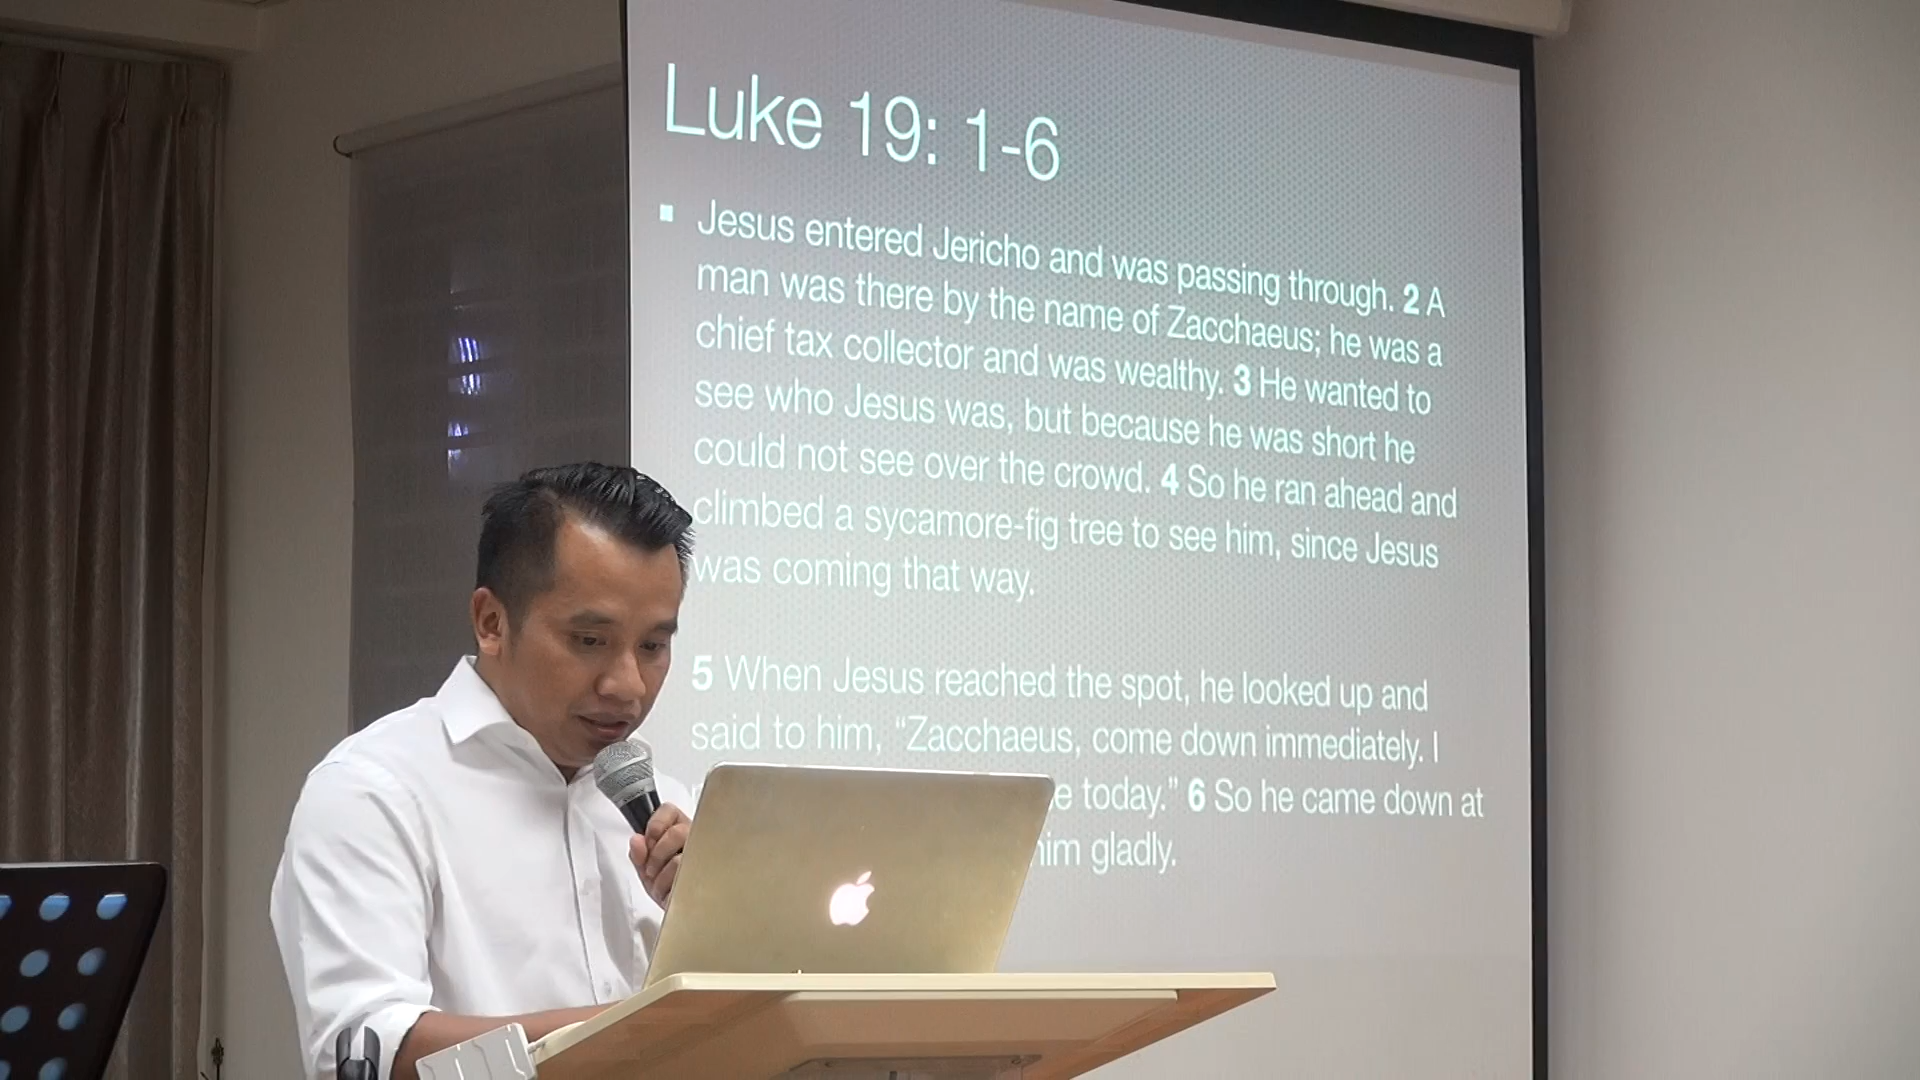 Luke 19: 1-6
Jesus entered Jericho and was passing through. 2 A
man was there by the name of Zacchaeus; he was a
chief tax collector and was wealthy. 3 He wanted to
see who Jesus was, but because he was short he
could not see over the crowd. 4 So he ran ahead and
climbed a sycamore-fig tree to see him, since Jesus
was coming that way.
5 When Jesus reached the spot, he looked up and
said to him, “Zacchaeus, come down immediately. I
today.” 6 So he came down at
him gladly.